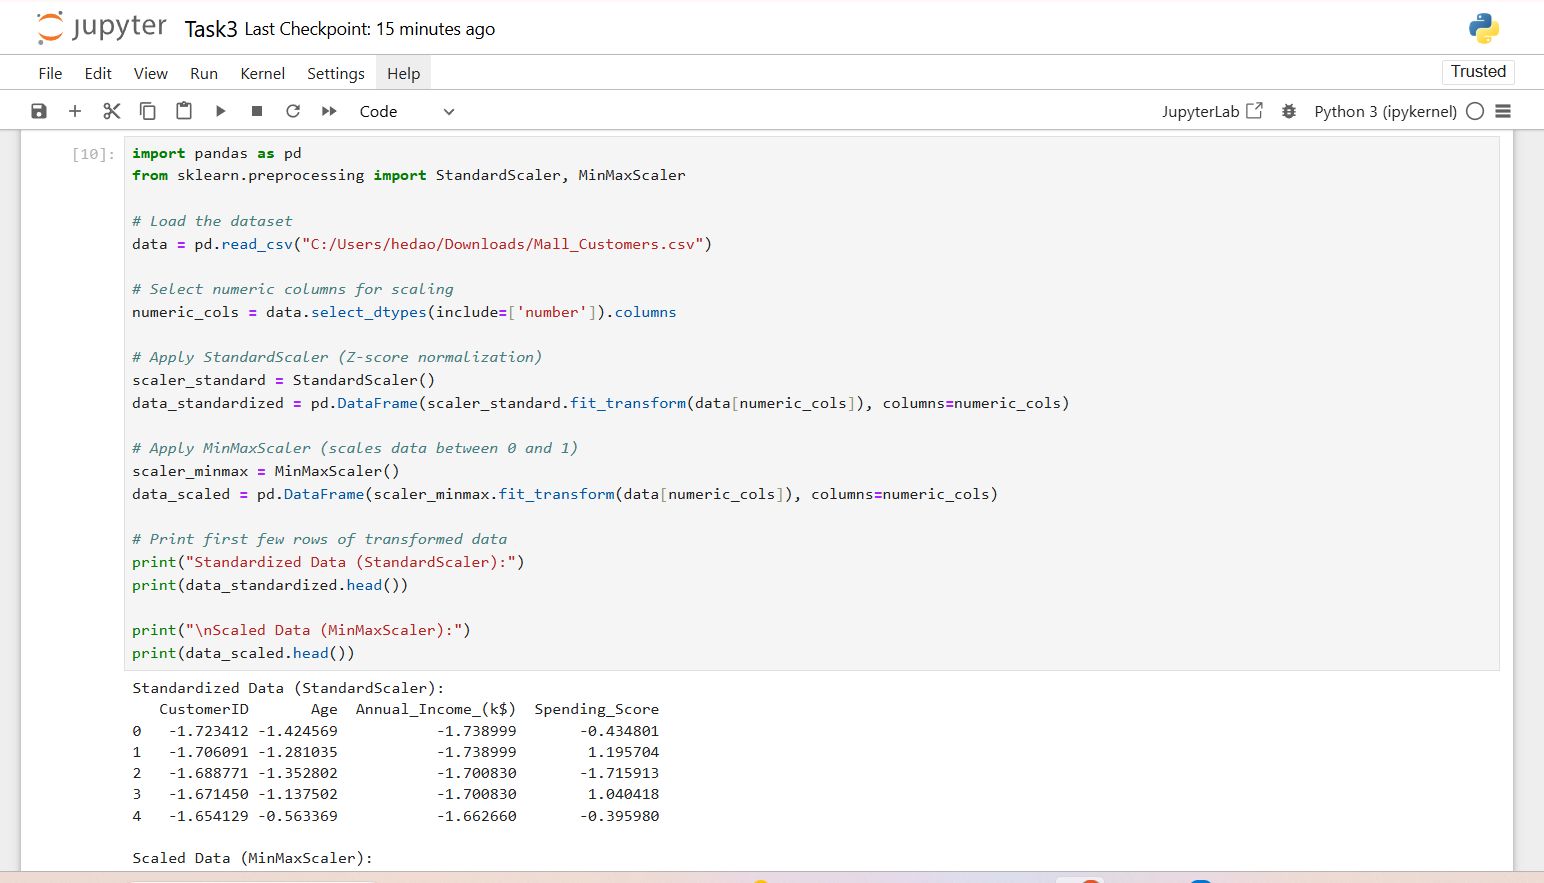 jupyter Task3 Last Checkpoint: 15 minutes ago
File Edit View Run Kernel Settings Help Trusted
Code JupyterLab Python 3 (ipykernel)
[10]: import pandas as pd
from sklearn.preprocessing import StandardScaler, MinMaxScaler
# Load the dataset
data = pd.read_csv("C:/Users/hedao/Downloads/Mall_Customers.csv")
# Select numeric columns for scaling
numeric_cols = data.select_dtypes(include=['number']).columns
# Apply StandardScaler (Z-score normalization)
scaler_standard = StandardScaler()
data_standardized = pd.DataFrame(scaler_standard.fit_transform(data[numeric_cols]), columns=numeric_cols)
# Apply MinMaxScaler (scales data between 0 and 1)
scaler_minmax = MinMaxScaler()
data_scaled = pd.DataFrame(scaler_minmax.fit_transform(data[numeric_cols]), columns=numeric_cols)
# Print first few rows of transformed data
print("Standardized Data (StandardScaler):")
print(data_standardized.head())
print("\nScaled Data (MinMaxScaler):")
print(data_scaled.head())
Standardized Data (StandardScaler):
CustomerID Age Annual_Income_(k$) Spending_Score
0 -1.723412 -1.424569 -1.738999 -0.434801
1 -1.706091 -1.281035 -1.738999 1.195704
2 -1.688771 -1.352802 -1.700830 -1.715913
3 -1.671450 -1.137502 -1.700830 1.040418
4 -1.654129 -0.563369 -1.662660 -0.395980
Scaled Data (MinMaxScaler):